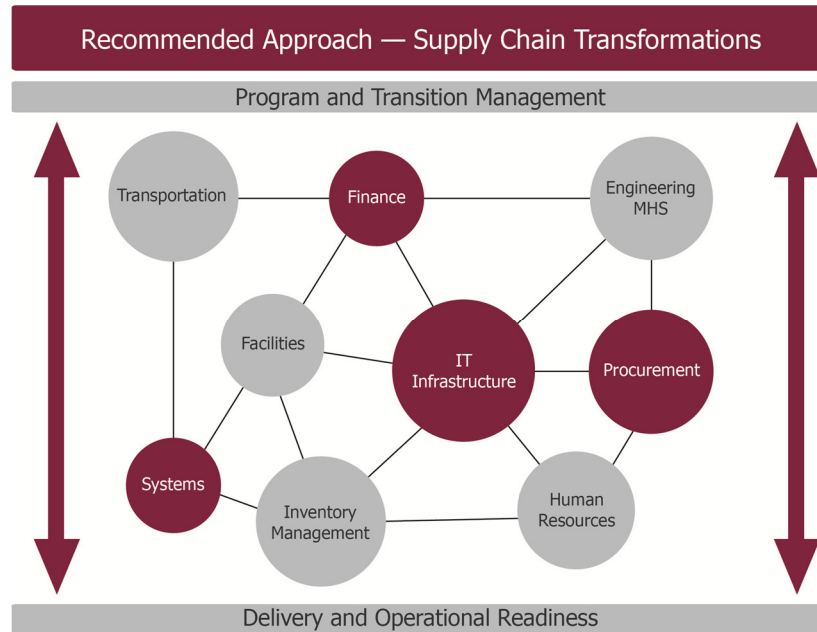 Recommended Approach — Supply Chain Transformations
Program and Transition Management
Transportation
Finance
Engineering
MHS
Facilities
IT
Infrastructure
Procurement
Systems
Inventory
Management
Human
Resources
Delivery and Operational Readiness